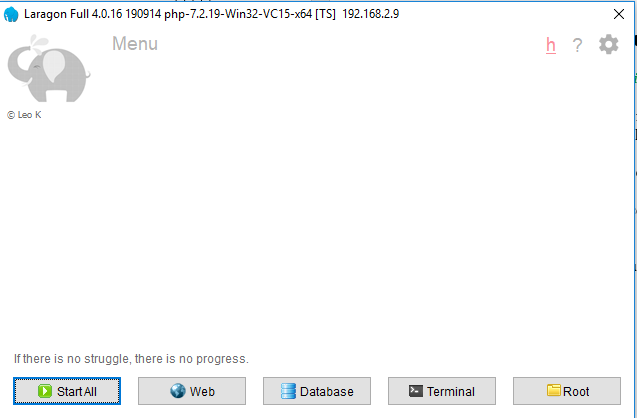 Laragon Full 4.0.16 190914 php-7.2.19-Win32-VC15-x64 [TS] 192.168.2.9
Menu
h ?
© Leo K
If there is no struggle, there is no progress.
Start All Web Database Terminal Root